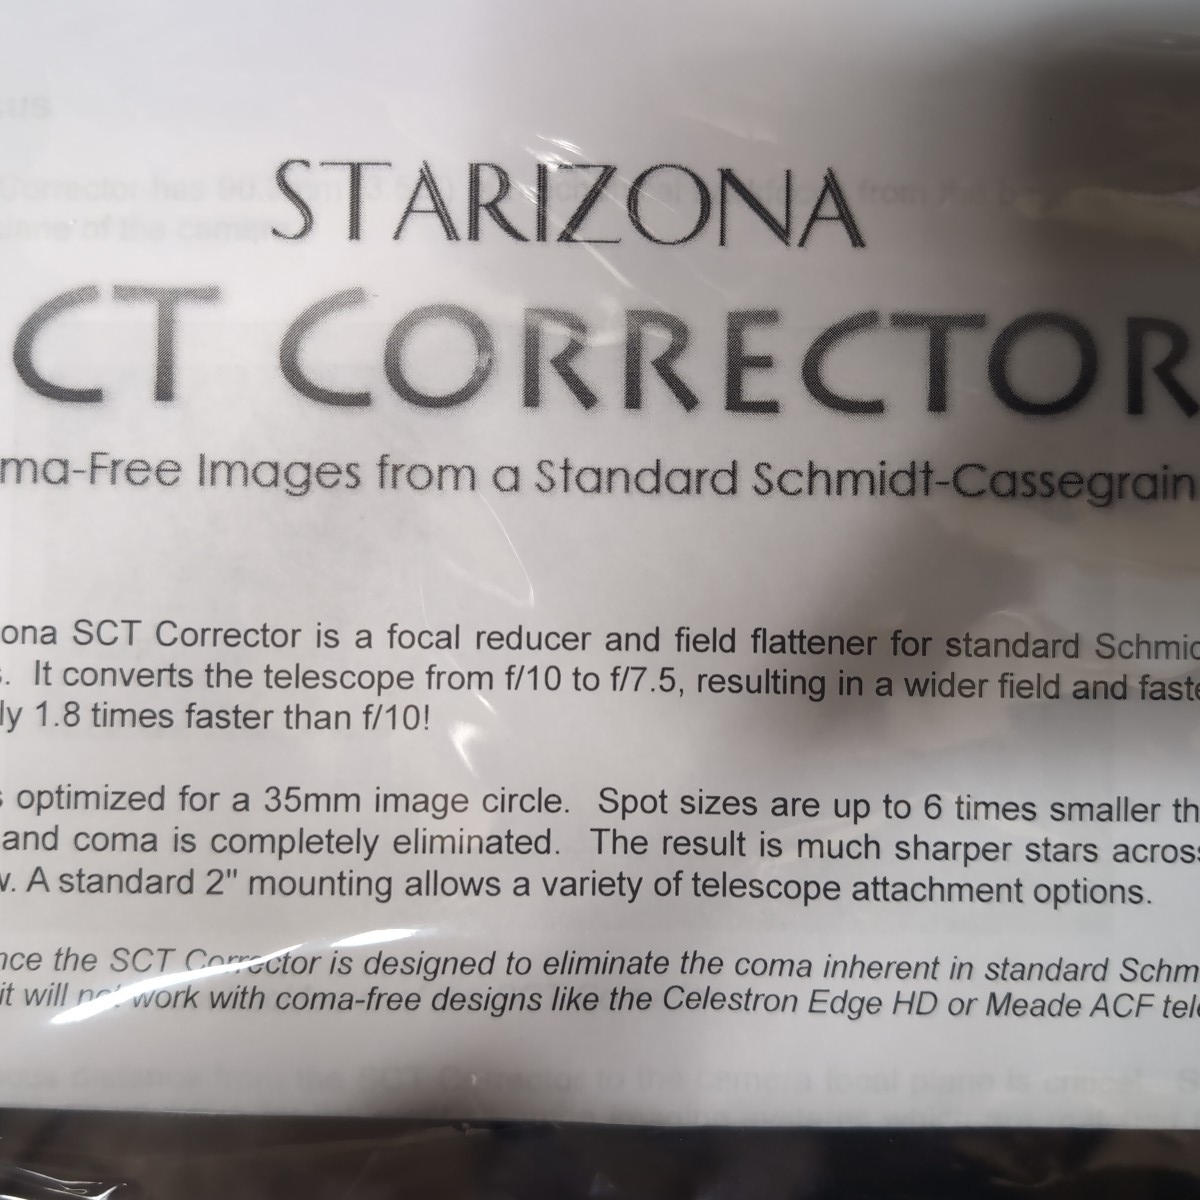 STARIZONA
CT CORRECTOR
ma-Free Images from a Standard Schmidt-Cassegrain
ona SCT Corrector is a focal reducer and field flattener for standard Schmid
s. It converts the telescope from f/10 to f/7.5, resulting in a wider field and faste
ly 1.8 times faster than f/10!
s optimized for a 35mm image circle. Spot sizes are up to 6 times smaller th
and coma is completely eliminated. The result is much sharper stars across
w. A standard 2" mounting allows a variety of telescope attachment options.
nce the SCT Corrector is designed to eliminate the coma inherent in standard Schm
it will not work with coma-free designs like the Celestron Edge HD or Meade ACF tele